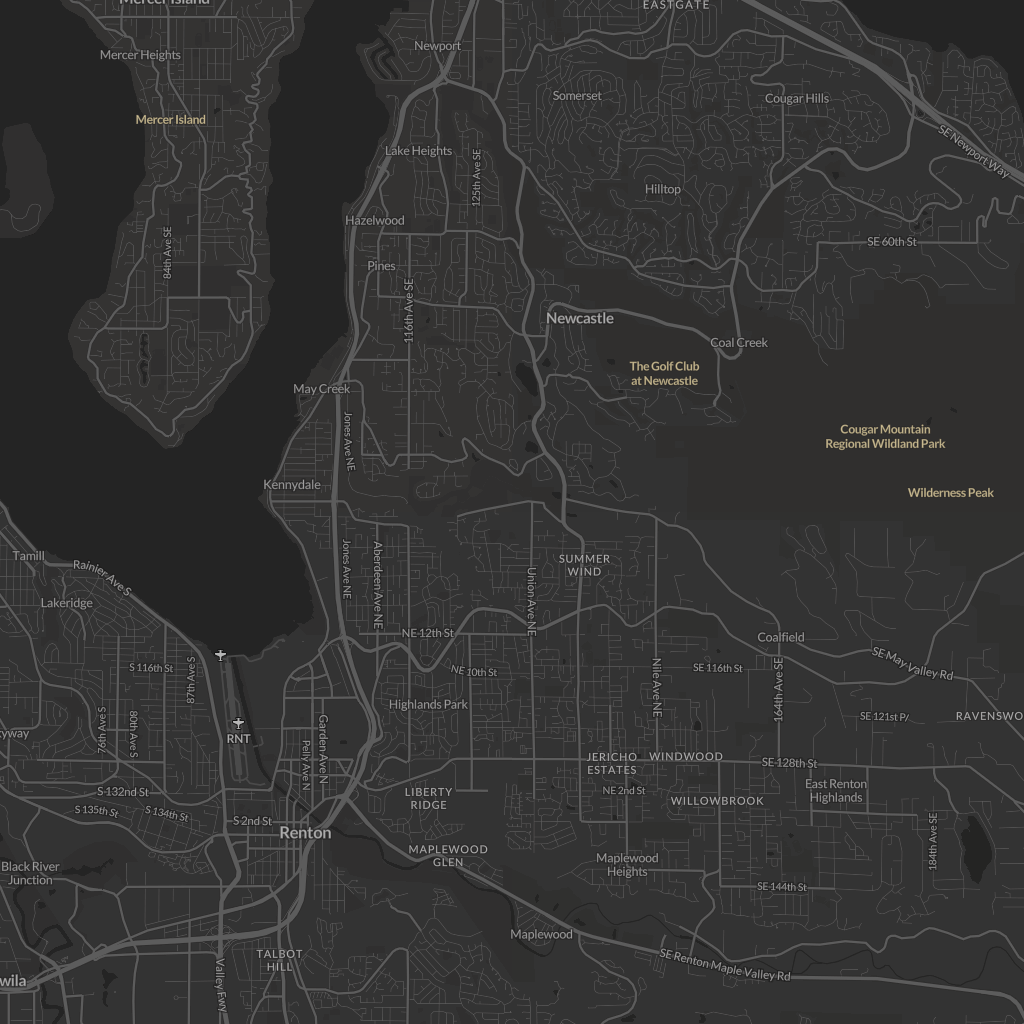 Mercer Island
EASTGATE
Newport
Mercer Heights
Somerset
Cougar Hills
Mercer Island
SE Newport Way
Lake Heights
125th Ave SE
Hilltop
Hazelwood
84th Ave SE
SE 60th St
Pines
116th Ave SE
Newcastle
Coal Creek
The Golf Club
at Newcastle
May Creek
Jones Ave NE
Cougar Mountain
Regional Wildland Park
Kennydale
Wilderness Peak
Tamill
Rainier Ave S
Jones Ave NE
Aberdeen Ave NE
SUMMER
WIND
Union Ave NE
Lakeridge
NE 12th St
Coalfield
S 116th St
87th Ave S
NE 10th St
Nile Ave NE
SE 116th St
164th Ave SE
SE May Valley Rd
Highlands Park
76th Ave S
80th Ave S
RNT
Pelly Ave N
Garden Ave N
SE 121st Pl
RAVENSWO
yway
JERICHO
ESTATES
WINDWOOD
SE 128th St
S 132nd St
LIBERTY
RIDGE
NE 2nd St
WILLOWBROOK
East Renton
Highlands
S 135th St
S 134th St
S 2nd St
Renton
184th Ave SE
MAPLEWOOD
GLEN
Maplewood
Heights
Black River
Junction
SE 144th St
Maplewood
TALBOT
HILL
SE Renton Maple Valley Rd
wila
Valley Fwy